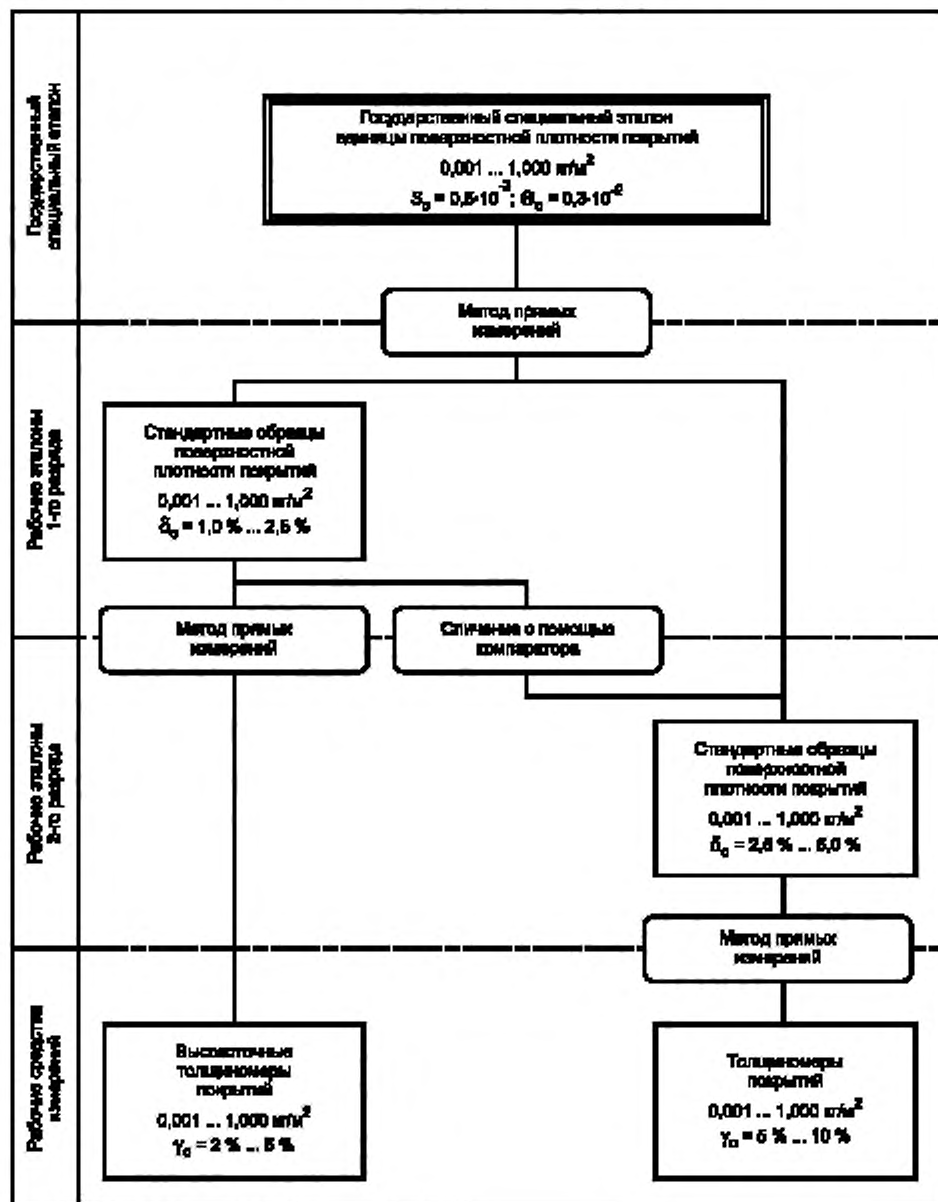 Государственный
специальный эталон
Государственный специальный эталон
единицы поверхностной плотности покрытий
0,001 ... 1,000 кг/м²
S₀ = 0,5·10⁻²; Θ₀ = 0,3·10⁻²
Метод прямых
измерений
Рабочие эталоны
1-го разряда
Стандартные образцы
поверхностной
плотности покрытий
0,001 ... 1,000 кг/м²
δ₀ = 1,0 % ... 2,5 %
Метод прямых
измерений
Сличение с помощью
компаратора
Рабочие эталоны
2-го разряда
Стандартные образцы
поверхностной
плотности покрытий
0,001 ... 1,000 кг/м²
δ₀ = 2,5 % ... 5,0 %
Метод прямых
измерений
Рабочие средства
измерений
Высокоточные
толщиномеры
покрытий
0,001 ... 1,000 кг/м²
γ₀ = 2 % ... 5 %
Толщиномеры
покрытий
0,001 ... 1,000 кг/м²
γ₀ = 5 % ... 10 %